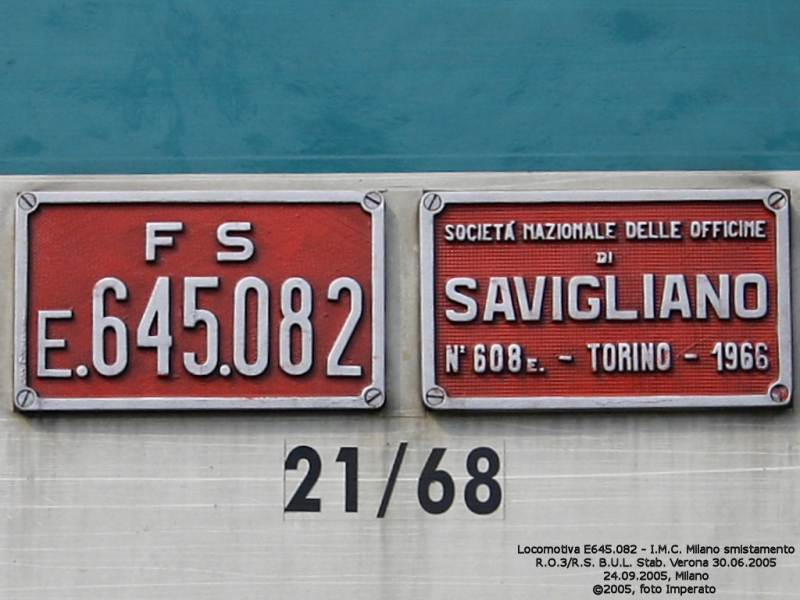 F S
E.645.082
SOCIETÁ NAZIONALE DELLE OFFICINE
DI
SAVIGLIANO
N° 608 E. - TORINO - 1966
21/68
Locomotiva E645.082 - I.M.C. Milano smistamento
R.O.3/R.S. B.U.L. Stab. Verona 30.06.2005
24.09.2005, Milano
©2005, foto Imperato